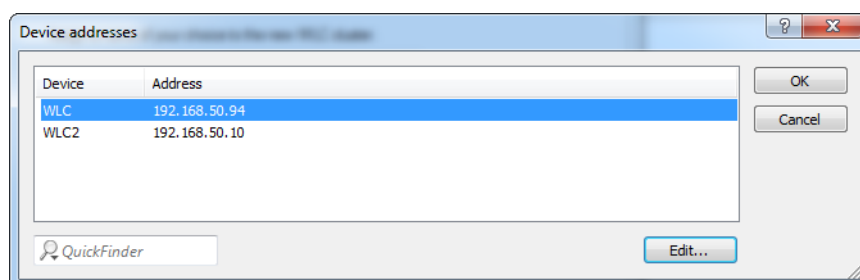 Device addresses
?
Device Address
OK
WLC 192.168.50.94
WLC2 192.168.50.10
Cancel
QuickFinder
Edit...